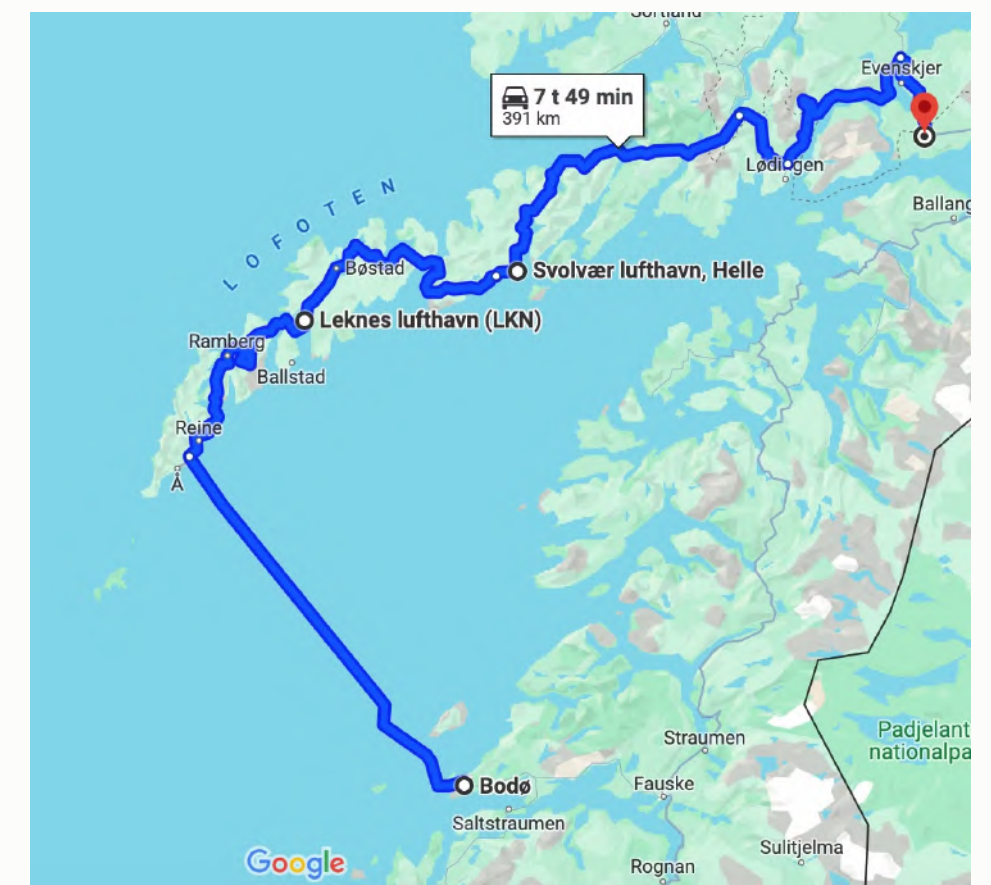 Sortland
Evenskjer
7 t 49 min
391 km
Lødingen
Ballang
LOFOTEN
Bøstad
Svolvær lufthavn, Helle
Leknes lufthavn (LKN)
Ramberg
Ballstad
Reine
Å
Padjelant
nationalpa
Straumen
Bodø
Fauske
Saltstraumen
Sulitjelma
Google
Rognan